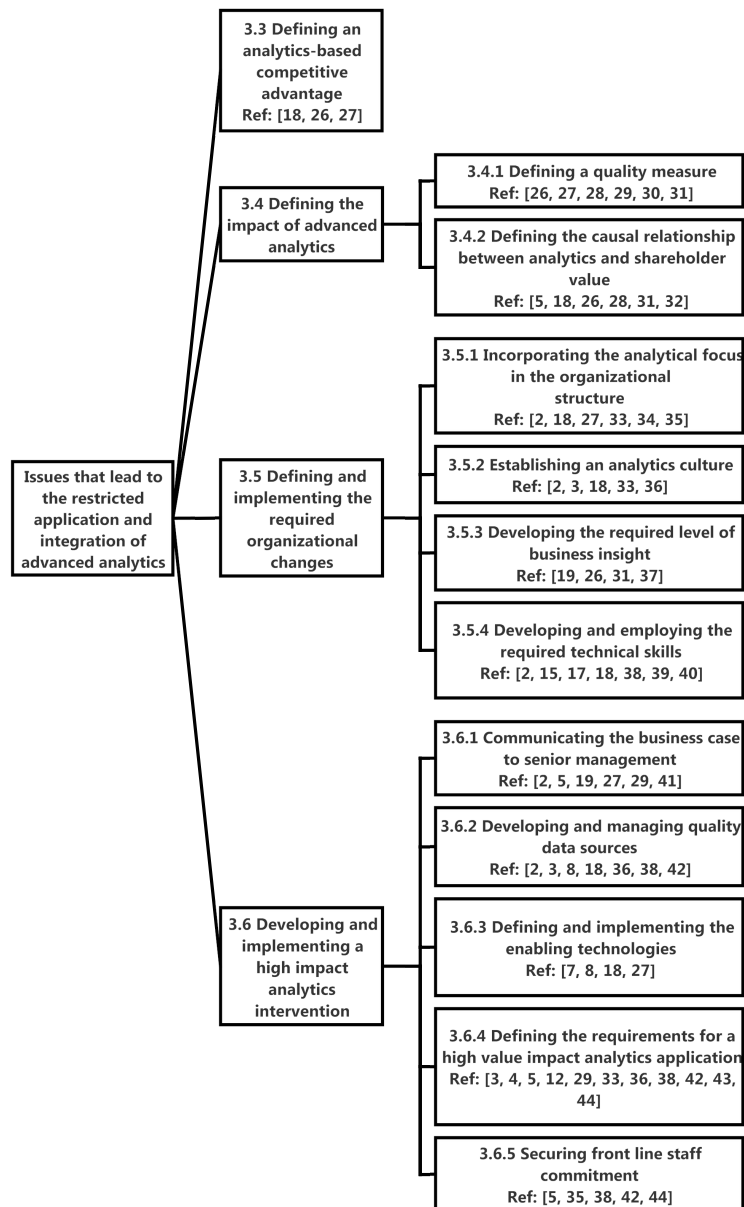 3.3 Defining an
analytics-based
competitive
advantage
Ref: [18, 26, 27]
3.4 Defining the
impact of advanced
analytics
3.4.1 Defining a quality measure
Ref: [26, 27, 28, 29, 30, 31]
3.4.2 Defining the causal relationship
between analytics and shareholder
value
Ref: [5, 18, 26, 28, 31, 32]
Issues that lead to
the restricted
application and
integration of
advanced analytics
3.5 Defining and
implementing the
required
organizational
changes
3.5.1 Incorporating the analytical focus
in the organizational
structure
Ref: [2, 18, 27, 33, 34, 35]
3.5.2 Establishing an analytics culture
Ref: [2, 3, 18, 33, 36]
3.5.3 Developing the required level of
business insight
Ref: [19, 26, 31, 37]
3.5.4 Developing and employing the
required technical skills
Ref: [2, 15, 17, 18, 38, 39, 40]
3.6 Developing and
implementing a
high impact
analytics
intervention
3.6.1 Communicating the business case
to senior management
Ref: [2, 5, 19, 27, 29, 41]
3.6.2 Developing and managing quality
data sources
Ref: [2, 3, 8, 18, 36, 38, 42]
3.6.3 Defining and implementing the
enabling technologies
Ref: [7, 8, 18, 27]
3.6.4 Defining the requirements for a
high value impact analytics application
Ref: [3, 4, 5, 12, 29, 33, 36, 38, 42, 43,
44]
3.6.5 Securing front line staff
commitment
Ref: [5, 35, 38, 42, 44]